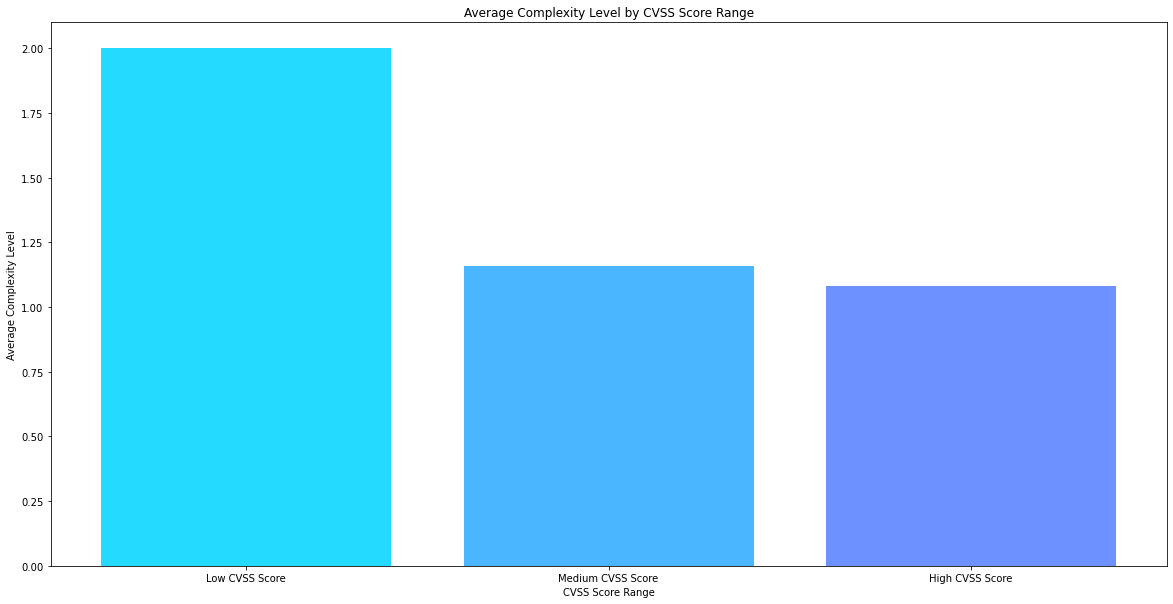 Average Complexity Level by CVSS Score Range
Average Complexity Level
2.00
1.75
1.50
1.25
1.00
0.75
0.50
0.25
0.00
Low CVSS Score
Medium CVSS Score
High CVSS Score
CVSS Score Range